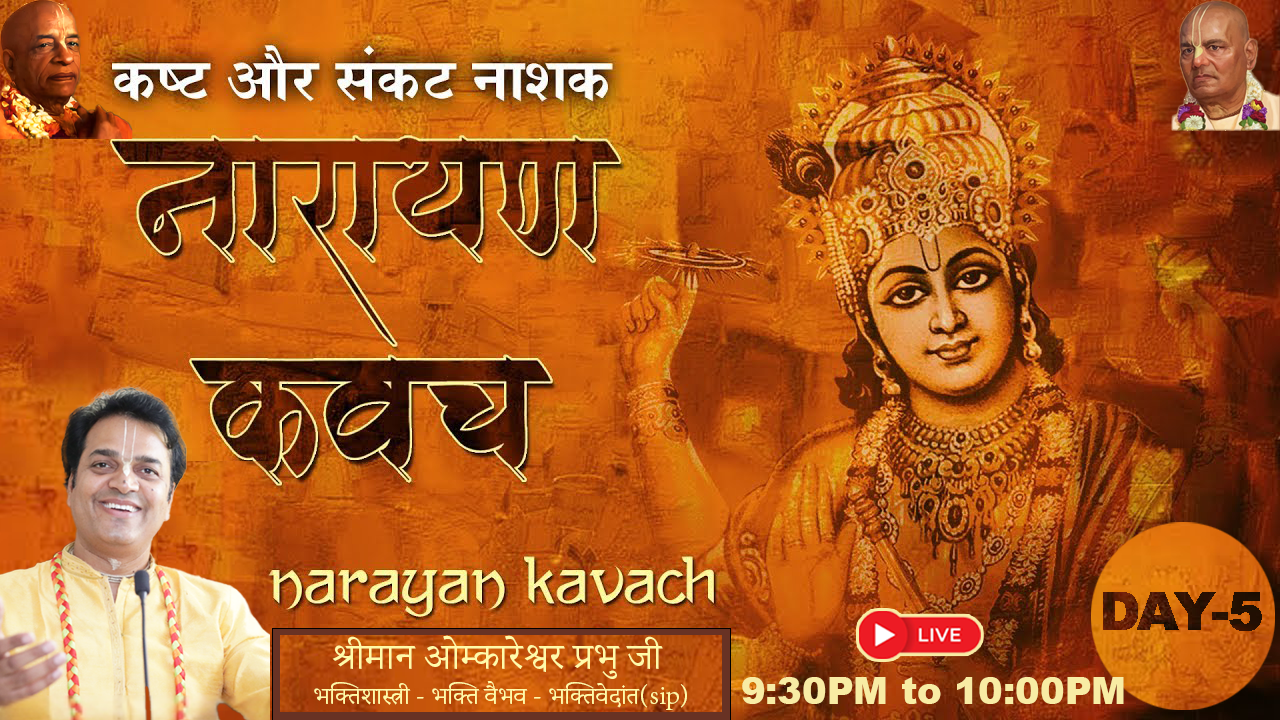 कष्ट और संकट नाशक
नारायण
कवच
narayan kavach
श्रीमान ओम्कारेश्वर प्रभु जी
भक्तिशास्त्री - भक्ति वैभव - भक्तिवेदांत(sip)
LIVE
9:30PM to 10:00PM
DAY-5